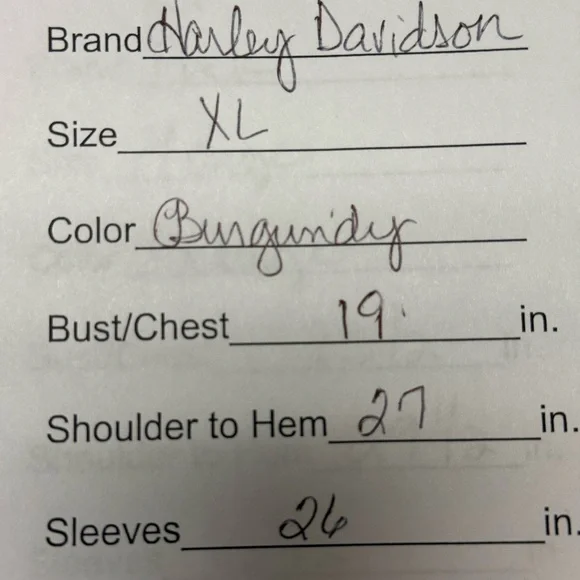 Brand Harley Davidson
Size XL
Color Burgundy
Bust/Chest 19 in.
Shoulder to Hem 27 in.
Sleeves 26 in.